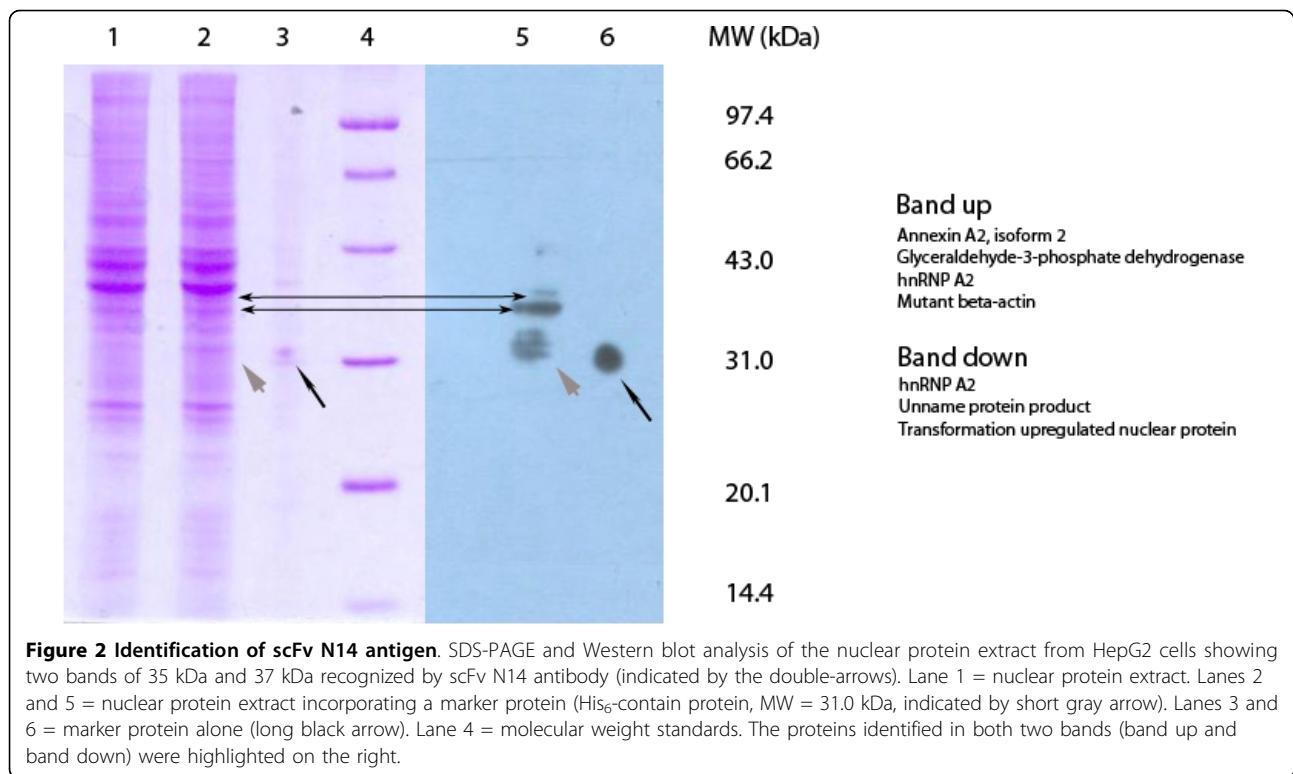 1 2 3 4 5 6 MW (kDa)
97.4
66.2
43.0
31.0
20.1
14.4
Band up
Annexin A2, isoform 2
Glyceraldehyde-3-phosphate dehydrogenase
hnRNP A2
Mutant beta-actin
Band down
hnRNP A2
Unname protein product
Transformation upregulated nuclear protein
Figure 2 Identification of scFv N14 antigen. SDS-PAGE and Western blot analysis of the nuclear protein extract from HepG2 cells showing
two bands of 35 kDa and 37 kDa recognized by scFv N14 antibody (indicated by the double-arrows). Lane 1 = nuclear protein extract. Lanes 2
and 5 = nuclear protein extract incorporating a marker protein (His₆-contain protein, MW = 31.0 kDa, indicated by short gray arrow). Lanes 3 and
6 = marker protein alone (long black arrow). Lane 4 = molecular weight standards. The proteins identified in both two bands (band up and
band down) were highlighted on the right.